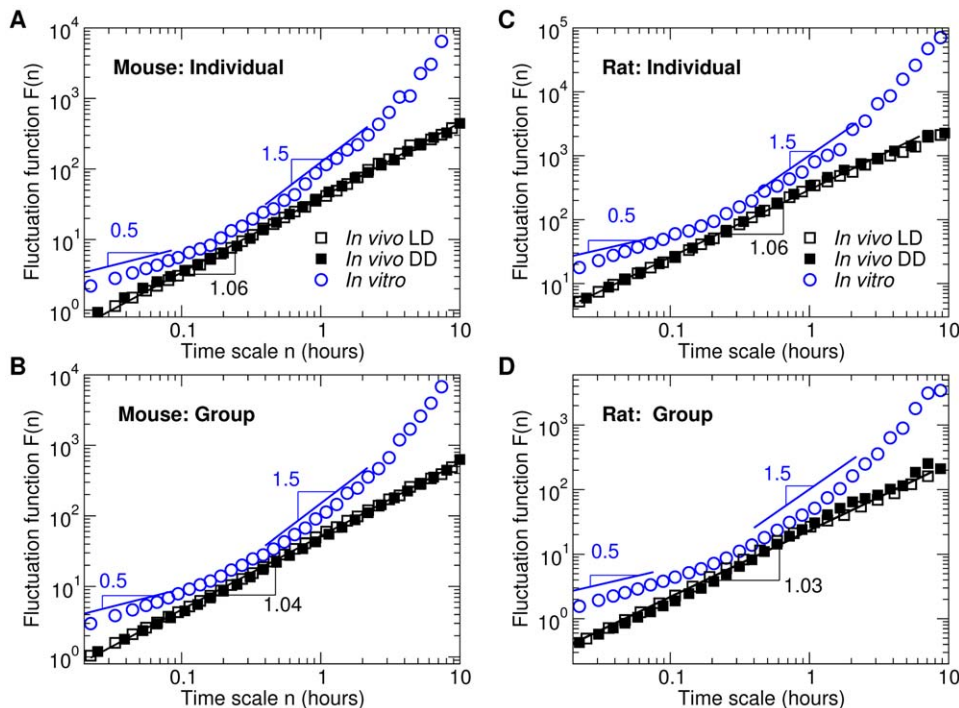 A
Mouse: Individual
Fluctuation function F(n)
10^4
10^3
10^2
10^1
10^0
1.5
0.5
1.06
In vivo LD
In vivo DD
In vitro
0.1
1
10
Time scale n (hours)
C
Rat: Individual
Fluctuation function F(n)
10^5
10^4
10^3
10^2
10^1
1.5
0.5
1.06
In vivo LD
In vivo DD
In vitro
0.1
1
10
Time scale n (hours)
B
Mouse: Group
Fluctuation function F(n)
10^4
10^3
10^2
10^1
10^0
1.5
0.5
1.04
0.1
1
10
Time scale n (hours)
D
Rat: Group
Fluctuation function F(n)
10^3
10^2
10^1
10^0
1.5
0.5
1.03
0.1
1
10
Time scale (hours)